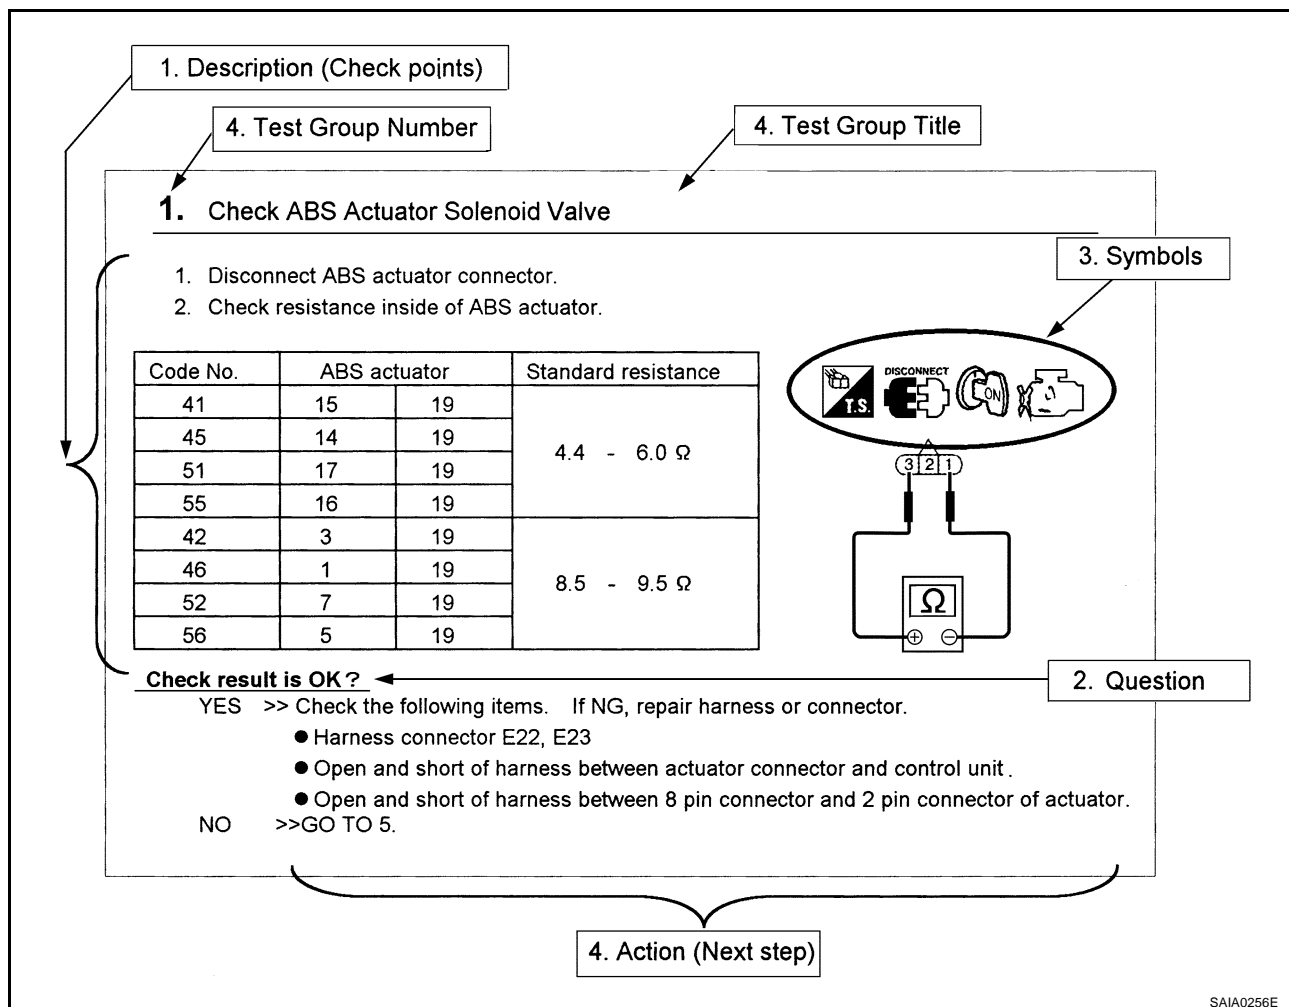 1. Description (Check points)
4. Test Group Number
4. Test Group Title
1. Check ABS Actuator Solenoid Valve
3. Symbols
1. Disconnect ABS actuator connector.
2. Check resistance inside of ABS actuator.
Code No. ABS actuator Standard resistance
41 15 19
45 14 19
51 17 19
55 16 19
4.4 - 6.0 Ω
42 3 19
46 1 19
52 7 19
56 5 19
8.5 - 9.5 Ω
T.S. DISCONNECT ON
3 2 1
Ω
+ −
Check result is OK?
2. Question
YES >> Check the following items. If NG, repair harness or connector.
● Harness connector E22, E23
● Open and short of harness between actuator connector and control unit.
● Open and short of harness between 8 pin connector and 2 pin connector of actuator.
NO >>GO TO 5.
4. Action (Next step)
SAIA0256E